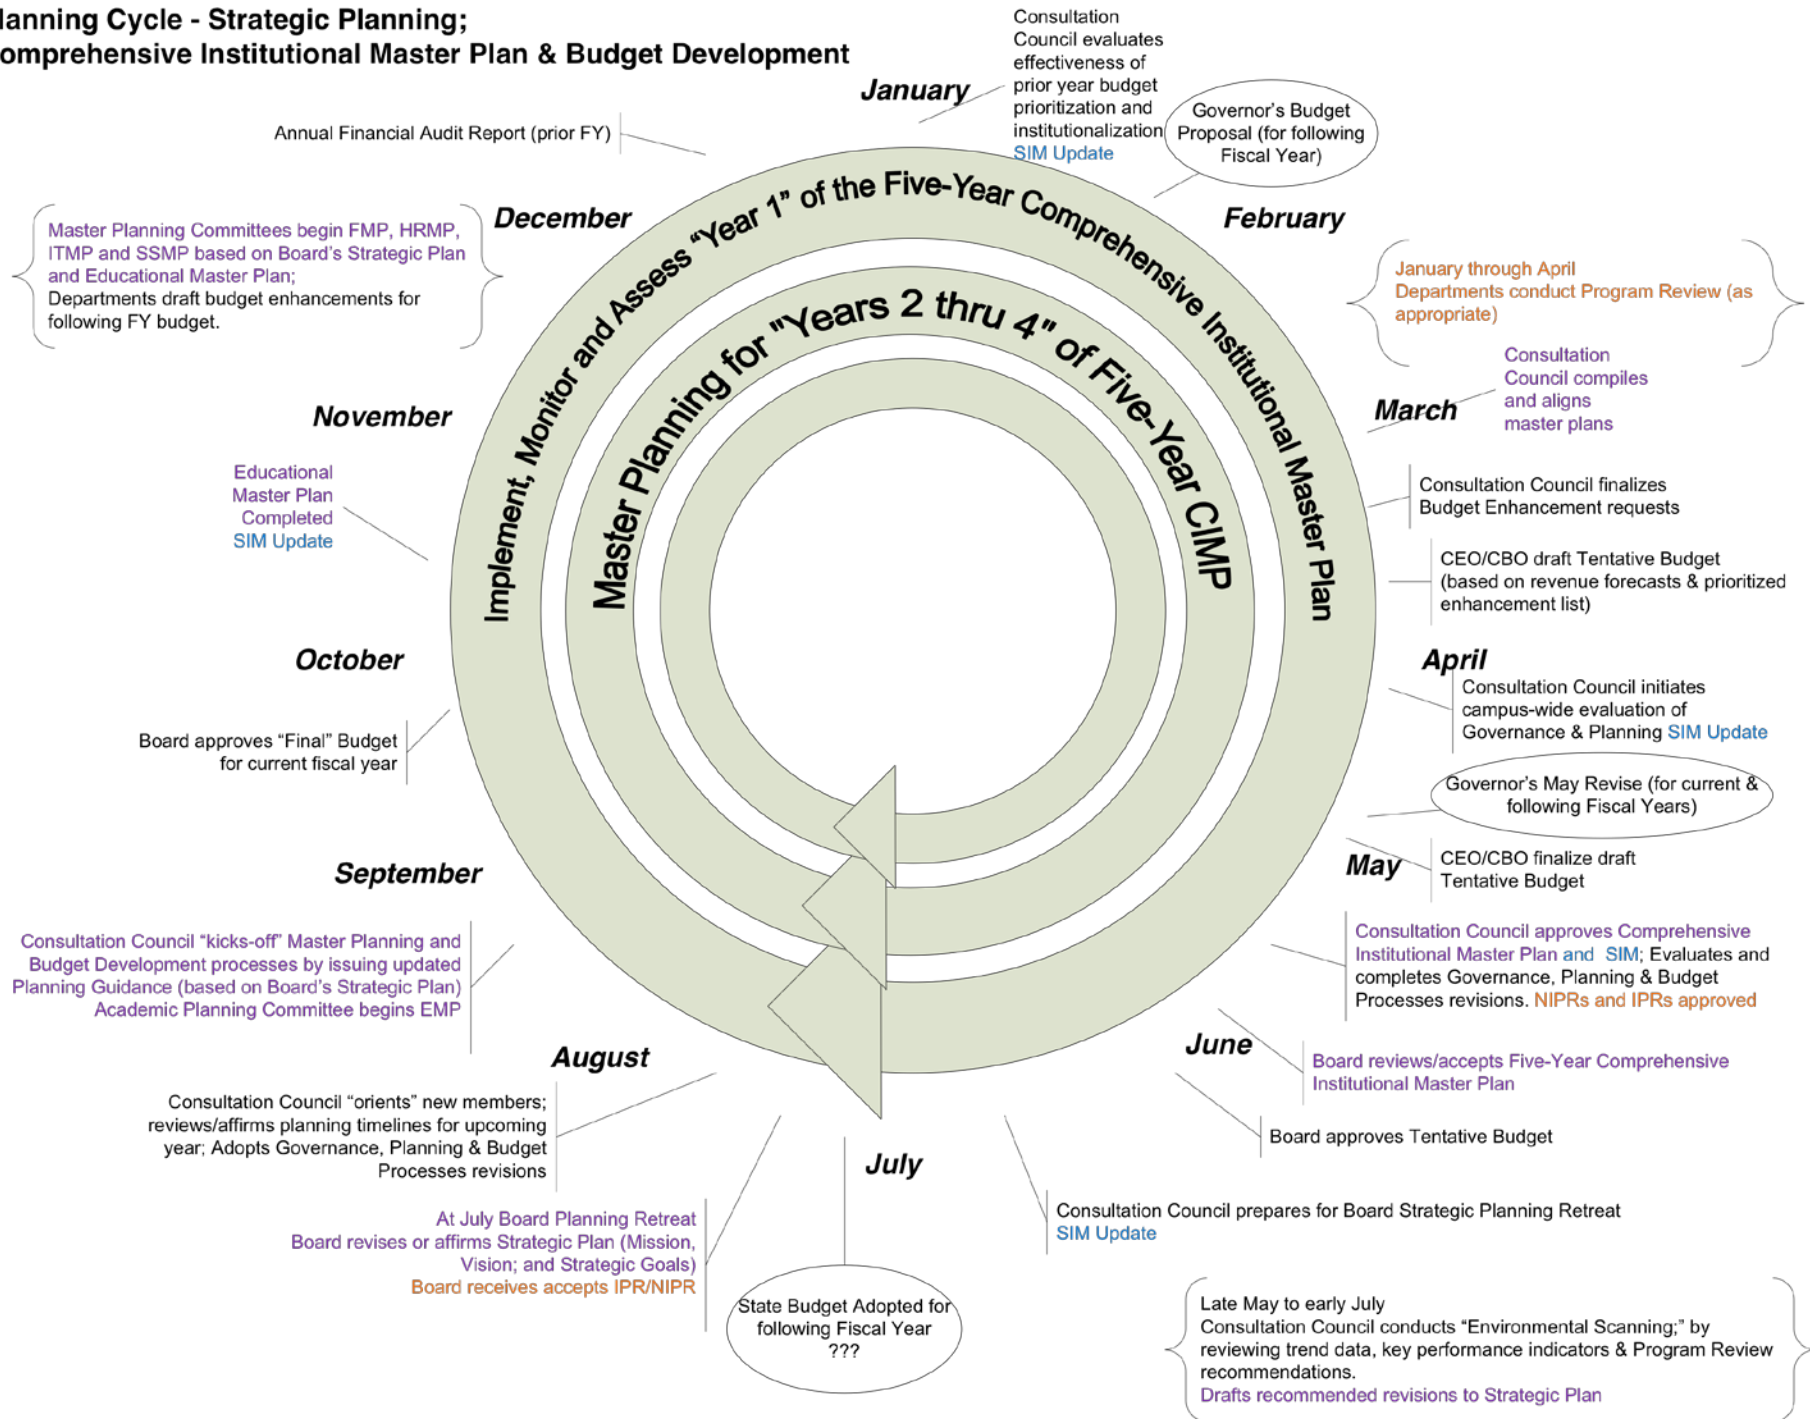 lanning Cycle - Strategic Planning;
omprehensive Institutional Master Plan & Budget Development
January
Consultation
Council evaluates
effectiveness of
prior year budget
prioritization and
institutionalization
SIM Update
Governor's Budget
Proposal (for following
Fiscal Year)
Annual Financial Audit Report (prior FY)
December
February
Master Planning Committees begin FMP, HRMP,
ITMP and SSMP based on Board's Strategic Plan
and Educational Master Plan;
Departments draft budget enhancements for
following FY budget.
January through April
Departments conduct Program Review (as
appropriate)
Implement, Monitor and Assess “Year 1” of the Five-Year Comprehensive Institutional Master Plan
Master Planning for "Years 2 thru 4" of Five-Year CIMP
Consultation
Council compiles
and aligns
master plans
March
November
Educational
Master Plan
Completed
SIM Update
Consultation Council finalizes
Budget Enhancement requests
CEO/CBO draft Tentative Budget
(based on revenue forecasts & prioritized
enhancement list)
October
April
Consultation Council initiates
campus-wide evaluation of
Governance & Planning SIM Update
Board approves “Final” Budget
for current fiscal year
Governor's May Revise (for current &
following Fiscal Years)
May
CEO/CBO finalize draft
Tentative Budget
September
Consultation Council “kicks-off” Master Planning and
Budget Development processes by issuing updated
Planning Guidance (based on Board's Strategic Plan)
Academic Planning Committee begins EMP
Consultation Council approves Comprehensive
Institutional Master Plan and SIM; Evaluates and
completes Governance, Planning & Budget
Processes revisions. NIPRs and IPRs approved
August
June
Board reviews/accepts Five-Year Comprehensive
Institutional Master Plan
Consultation Council “orients” new members;
reviews/affirms planning timelines for upcoming
year; Adopts Governance, Planning & Budget
Processes revisions
Board approves Tentative Budget
July
At July Board Planning Retreat
Board revises or affirms Strategic Plan (Mission,
Vision; and Strategic Goals)
Board receives accepts IPR/NIPR
Consultation Council prepares for Board Strategic Planning Retreat
SIM Update
State Budget Adopted for
following Fiscal Year
???
Late May to early July
Consultation Council conducts “Environmental Scanning;” by
reviewing trend data, key performance indicators & Program Review
recommendations.
Drafts recommended revisions to Strategic Plan